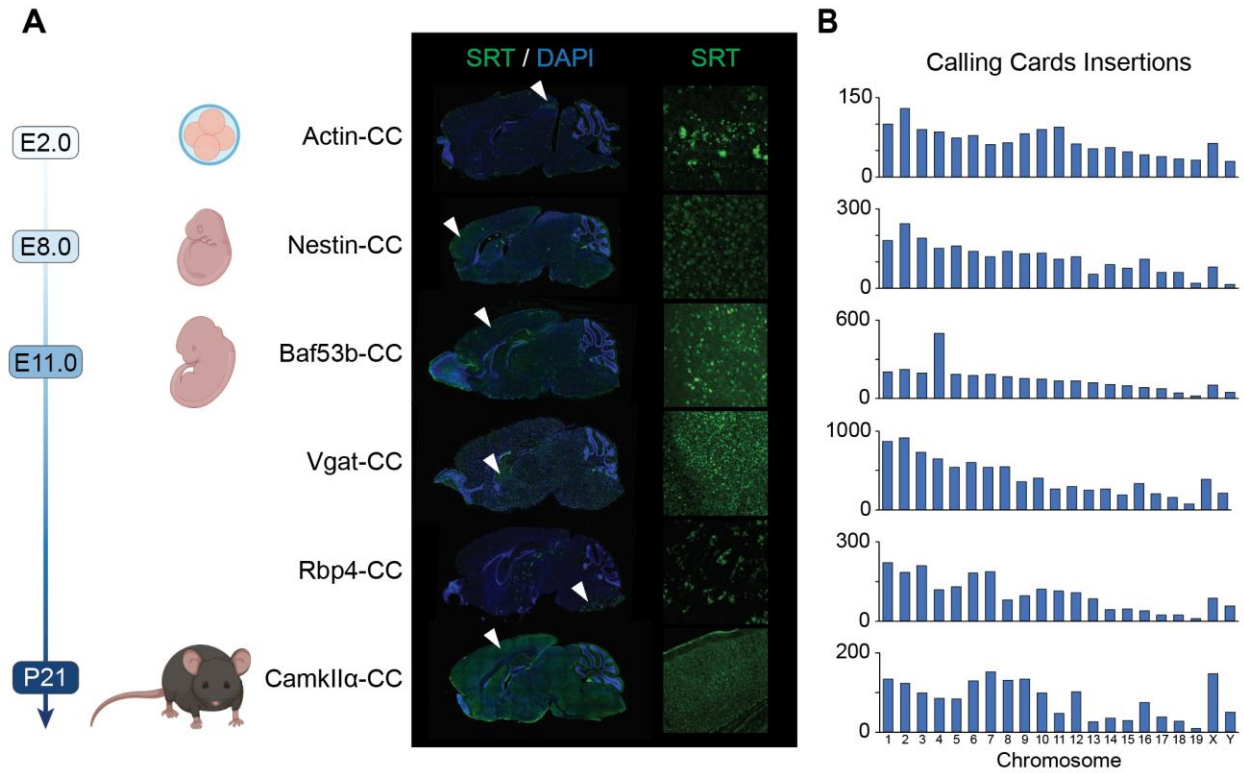 A
B
SRT / DAPI
SRT
Calling Cards Insertions
E2.0
E8.0
E11.0
P21
Actin-CC
Nestin-CC
Baf53b-CC
Vgat-CC
Rbp4-CC
CamkIIα-CC
150
0
300
0
600
0
1000
0
300
0
200
0
1 2 3 4 5 6 7 8 9 10 11 12 13 14 15 16 17 18 19 X Y
Chromosome